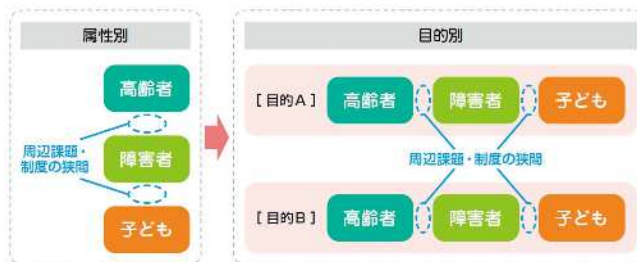 属性別
高齢者
周辺課題・
制度の狭間
障害者
子ども
目的別
[目的A]
高齢者
障害者
子ども
周辺課題・制度の狭間
[目的B]
高齢者
障害者
子ども